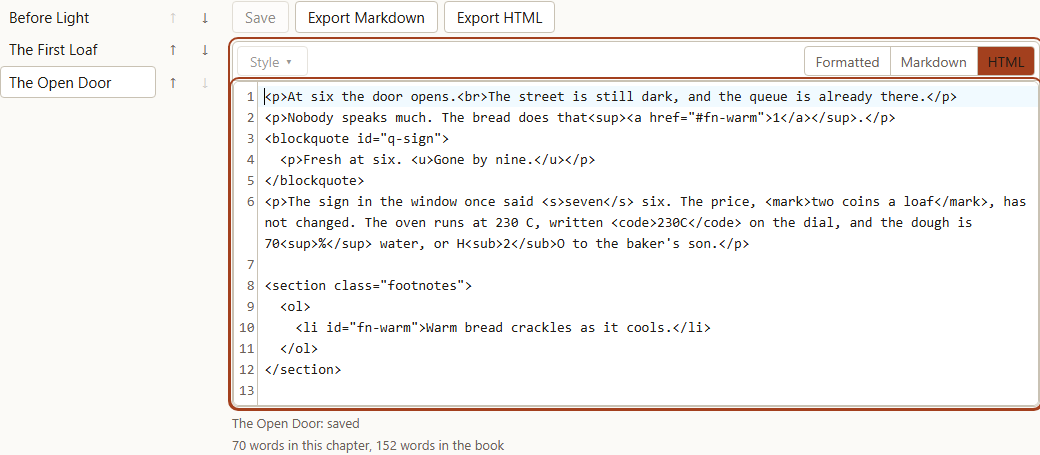 Before Light ↑ ↓
Save Export Markdown Export HTML
The First Loaf ↑ ↓
The Open Door ↑ ↓
Style ▾ Formatted Markdown HTML
1 <p>At six the door opens.<br>The street is still dark, and the queue is already there.</p>
2 <p>Nobody speaks much. The bread does that<sup><a href="#fn-warm">1</a></sup>.</p>
3 <blockquote id="q-sign">
4   <p>Fresh at six. <u>Gone by nine.</u></p>
5 </blockquote>
6 <p>The sign in the window once said <s>seven</s> six. The price, <mark>two coins a loaf</mark>, has
not changed. The oven runs at 230 C, written <code>230C</code> on the dial, and the dough is
70<sup>%</sup> water, or H<sub>2</sub>O to the baker's son.</p>
7
8 <section class="footnotes">
9   <ol>
10     <li id="fn-warm">Warm bread crackles as it cools.</li>
11   </ol>
12 </section>
13
The Open Door: saved
70 words in this chapter, 152 words in the book